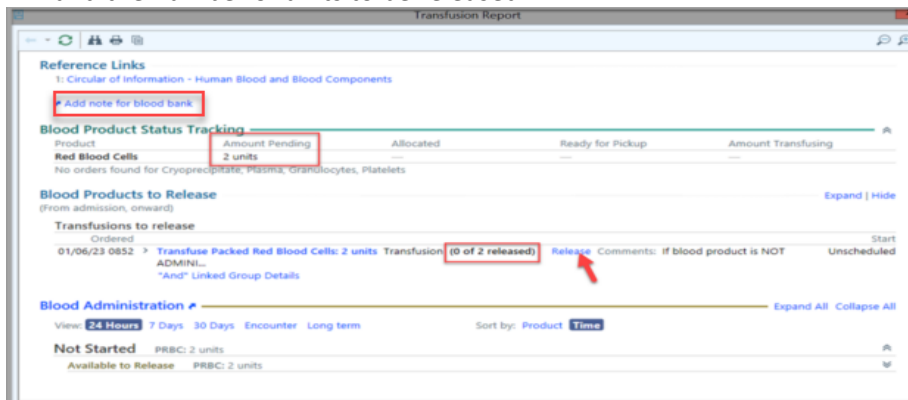 Transfusion Report
Reference Links
1: Circular of Information - Human Blood and Blood Components
Add note for blood bank
Blood Product Status Tracking
Product Amount Pending Allocated Ready for Pickup Amount Transfusing
Red Blood Cells 2 units — — —
No orders found for Cryoprecipitate, Plasma, Granulocytes, Platelets
Blood Products to Release Expand | Hide
(From admission, onward)
Transfusions to release
Ordered Start
01/06/23 0852 > Transfuse Packed Red Blood Cells: 2 units Transfusion (0 of 2 released) Release Comments: If blood product is NOT Unscheduled
ADMINI...
"And" Linked Group Details
Blood Administration Expand All Collapse All
View: 24 Hours 7 Days 30 Days Encounter Long term Sort by: Product Time
Not Started PRBC: 2 units
Available to Release PRBC: 2 units